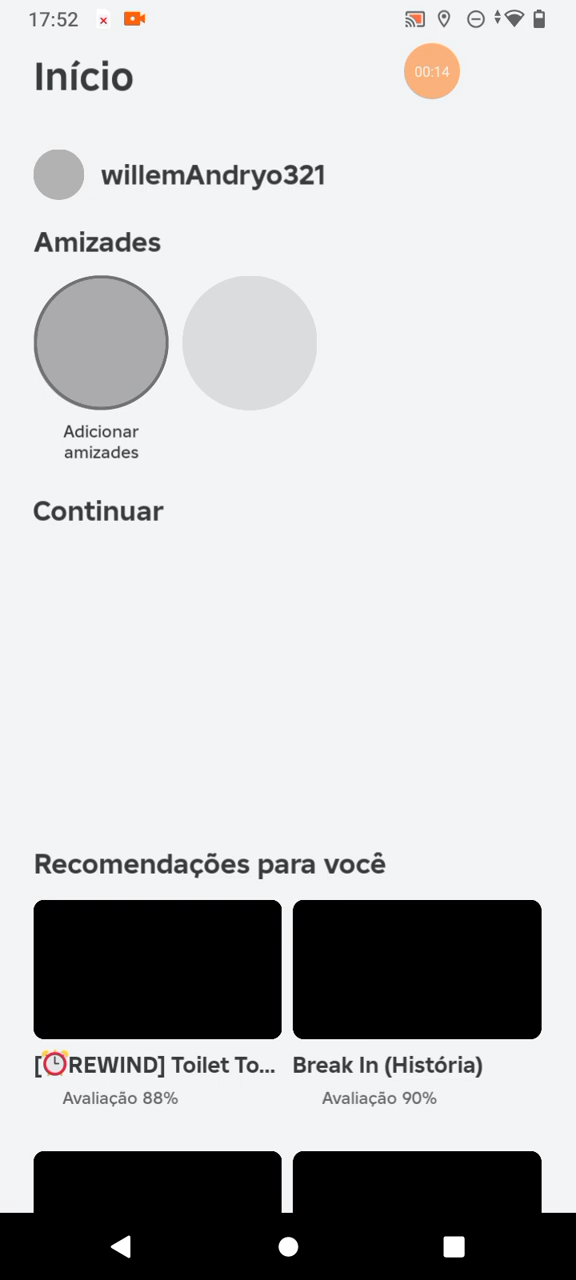 17:52
Início
00:14
willemAndryo321
Amizades
Adicionar
amizades
Continuar
Recomendações para você
[⏰REWIND] Toilet To...
Break In (História)
Avaliação 88%
Avaliação 90%